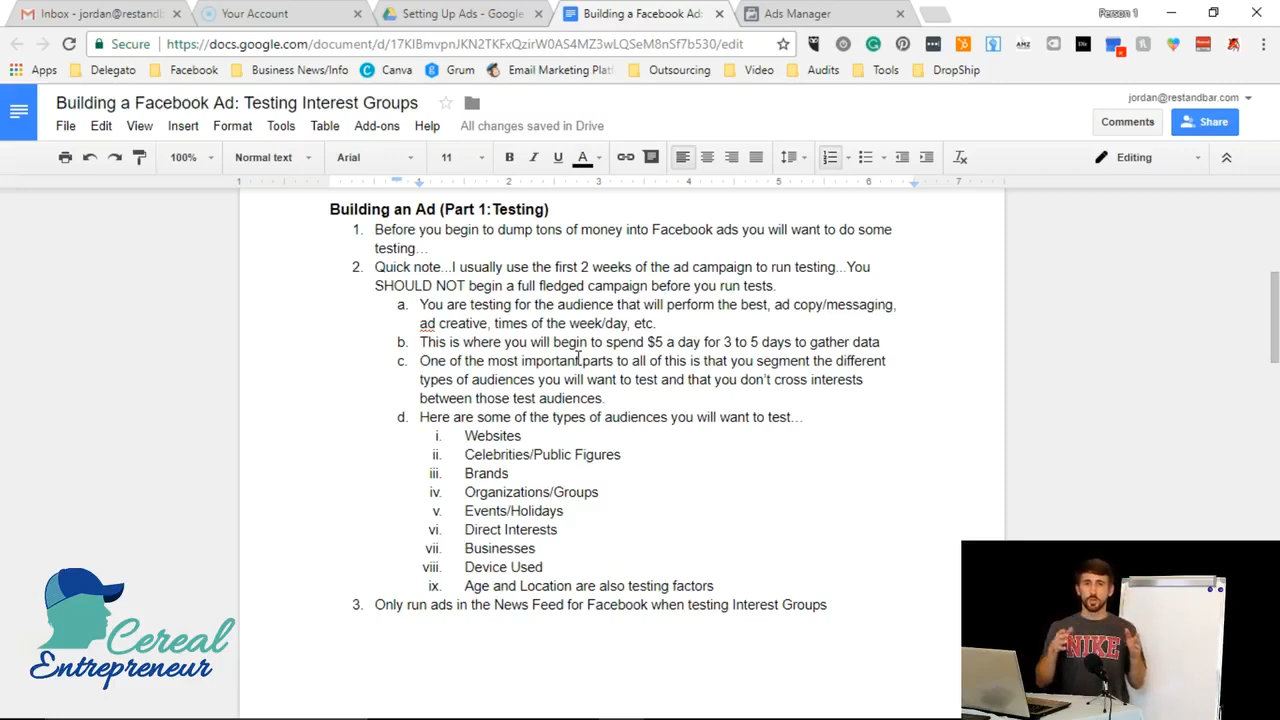 Inbox - jordan@restand
Your Account
Setting Up Ads - Google
Building a Facebook Ad
Ads Manager
Person 1
Secure
https://docs.google.com/document/d/17KIBmvpnJKN2TKFxQzirW0AS4MZ3wLQSeM8nSf7b530/edit
Apps
Delegato
Facebook
Business News/Info
Canva
Grum
Email Marketing Plat
Outsourcing
Video
Audits
Tools
DropShip
Building a Facebook Ad: Testing Interest Groups
jordan@restandbar.com
File Edit View Insert Format Tools Table Add-ons Help All changes saved in Drive
Comments
Share
100% Normal text Arial 11 B I U A Editing
1 1 2 3 4 5 6 7
Building an Ad (Part 1:Testing)
1. Before you begin to dump tons of money into Facebook ads you will want to do some
testing…
2. Quick note...I usually use the first 2 weeks of the ad campaign to run testing...You
SHOULD NOT begin a full fledged campaign before you run tests.
a. You are testing for the audience that will perform the best, ad copy/messaging,
ad creative, times of the week/day, etc.
b. This is where you will begin to spend $5 a day for 3 to 5 days to gather data
c. One of the most important parts to all of this is that you segment the different
types of audiences you will want to test and that you don't cross interests
between those test audiences.
d. Here are some of the types of audiences you will want to test…
i. Websites
ii. Celebrities/Public Figures
iii. Brands
iv. Organizations/Groups
v. Events/Holidays
vi. Direct Interests
vii. Businesses
viii. Device Used
ix. Age and Location are also testing factors
3. Only run ads in the News Feed for Facebook when testing Interest Groups
Cereal
Entrepreneur
NIKE